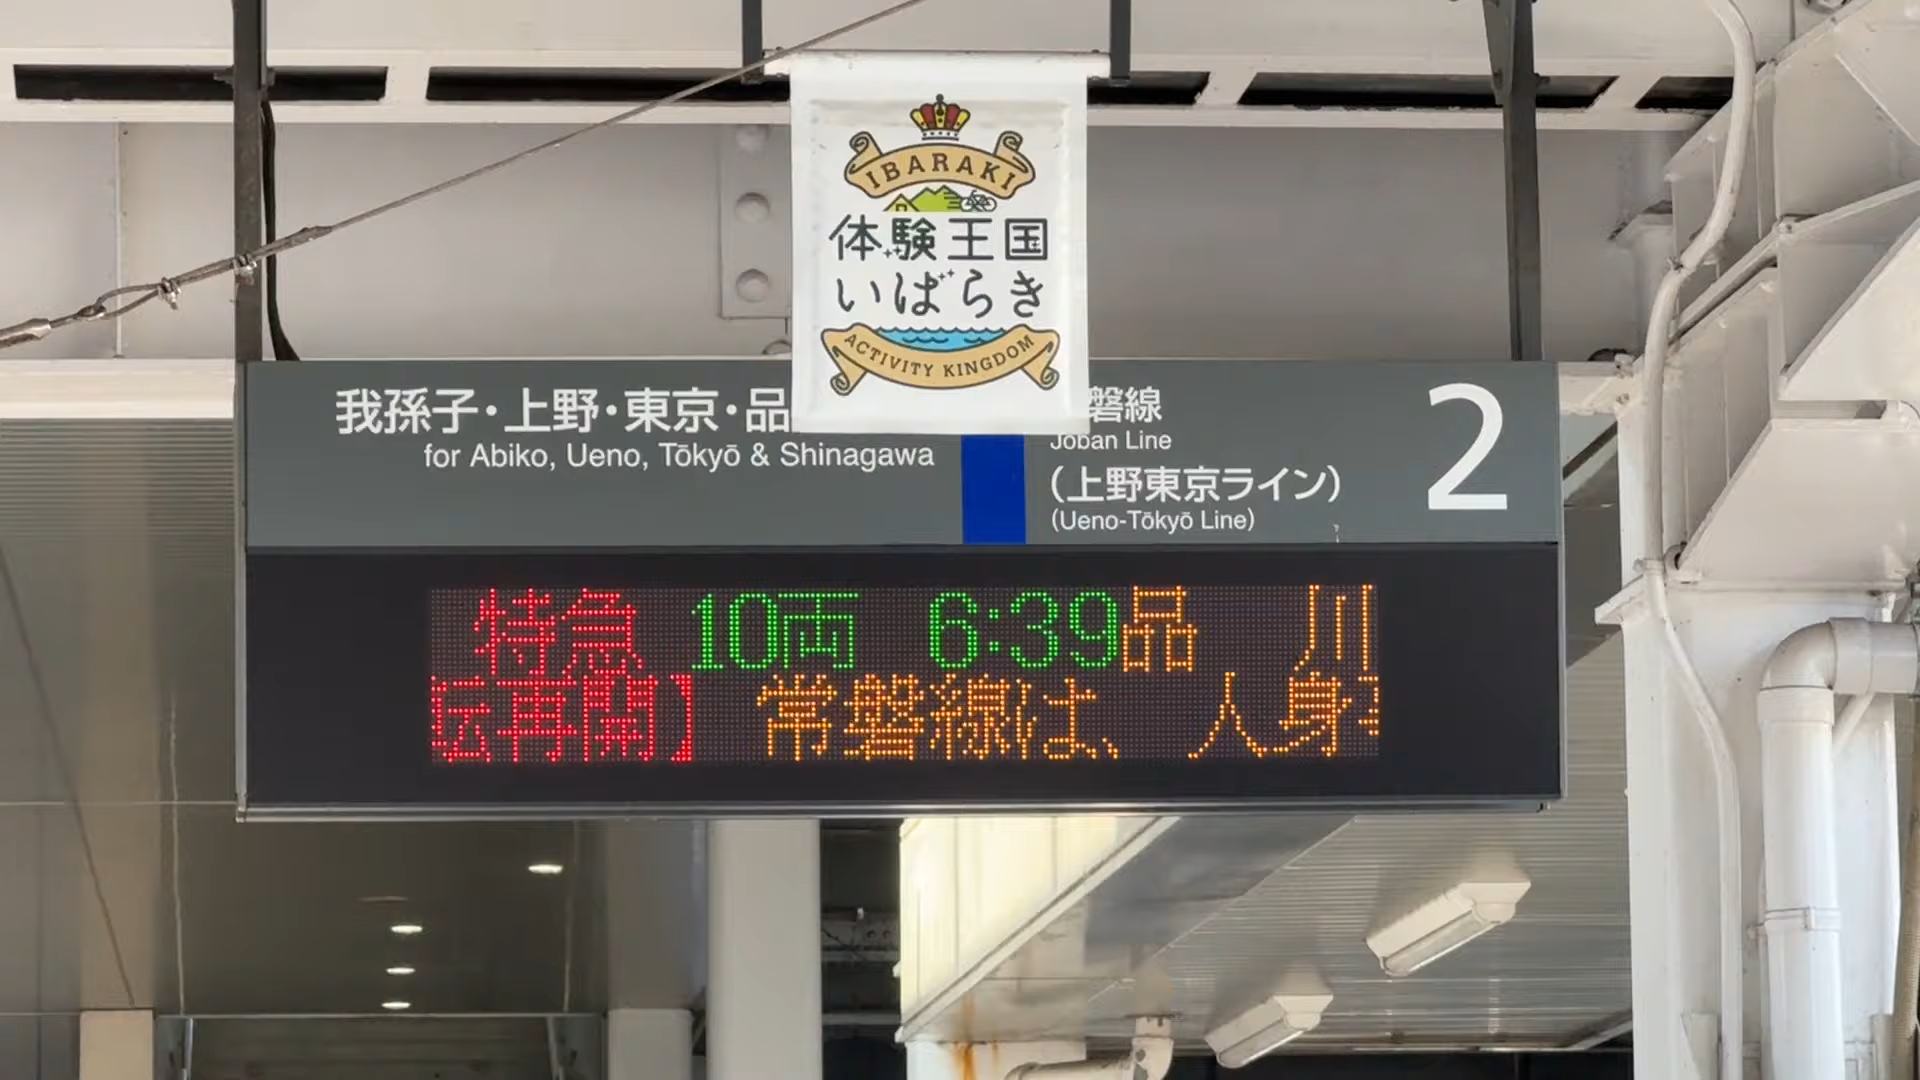 IBARAKI
体験王国
いばらき
ACTIVITY KINGDOM
我孫子・上野・東京・品
for Abiko, Ueno, Tōkyō & Shinagawa
磐線
Joban Line
(上野東京ライン)
(Ueno-Tōkyō Line)
2
特急 10両 6:39 品 川
転再開】 常磐線は、 人身